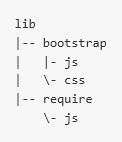 lib
|-- bootstrap
|   |- js
|   \- css
|-- require
    \- js